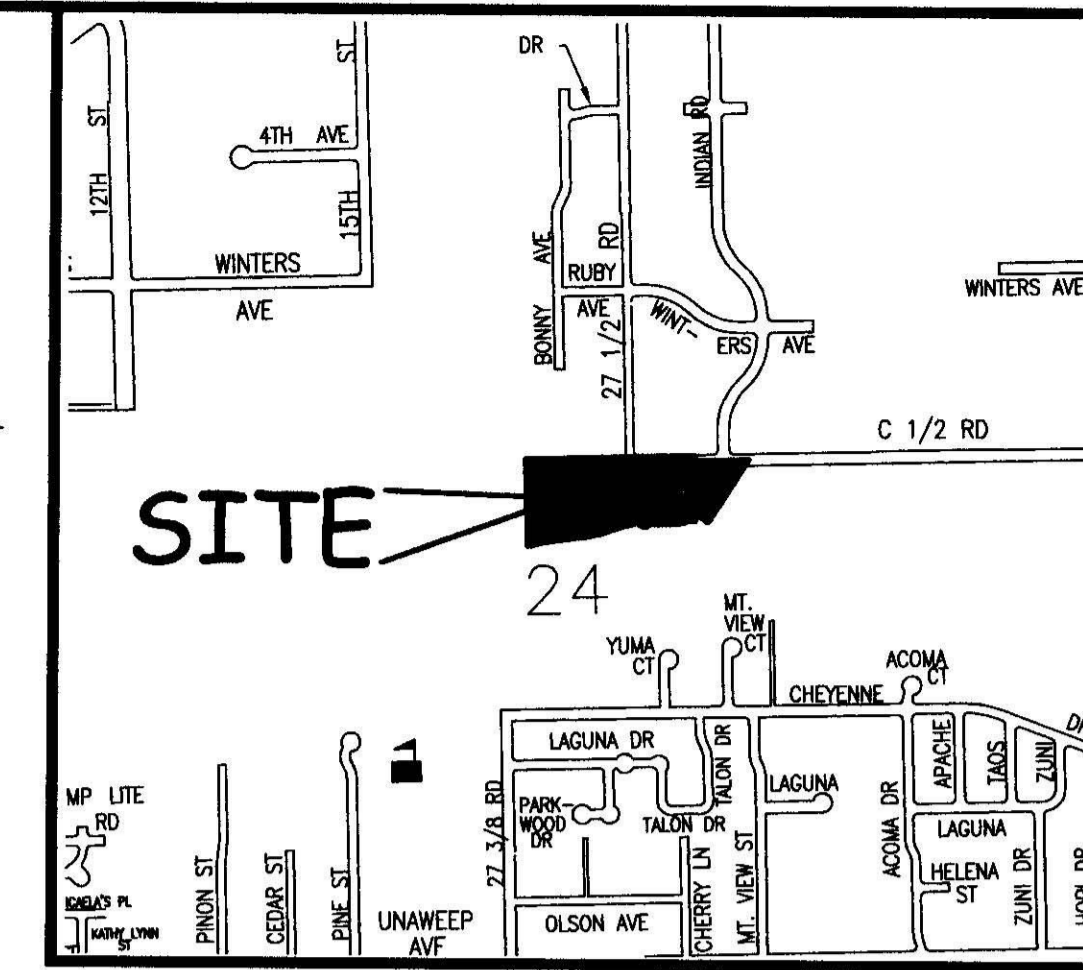 DR
ST
12TH ST
4TH AVE
15TH
INDIAN RD
WINTERS
AVE
BONNY AVE
RUBY
AVE
27 1/2 RD
WINT-
ERS AVE
WINTERS AVE
C 1/2 RD
SITE
24
YUMA
CT
MT.
VIEW
CT
ACOMA
CT
CHEYENNE
LAGUNA DR
TALON DR
APACHE
TAOS
ZUNI
MP LITE
RD
PARK-
WOOD
DR
TALON DR
LAGUNA
ACOMA DR
LAGUNA
27 3/8 RD
HELENA
ST
ZUNI DR
PINON ST
CEDAR ST
PINE ST
UNAWEEP
OLSON AVE
CHERRY LN
MT. VIEW ST
KATHY LYNN
ST